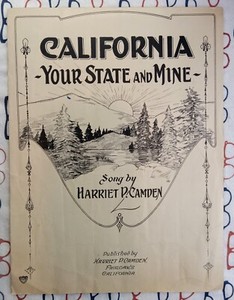 CALIFORNIA
- YOUR STATE AND MINE -
Song by
HARRIET P. CAMDEN
Published by
HARRIET P. CAMDEN
CALIFORNIA